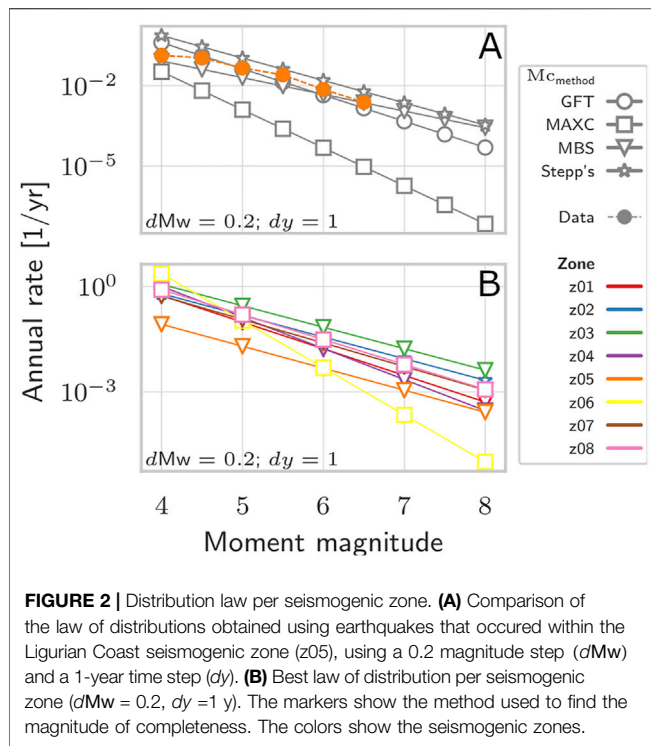 A
10⁻²
10⁻⁵
dMw = 0.2; dy = 1
B
10⁰
10⁻³
dMw = 0.2; dy = 1
Annual rate [1/yr]
4 5 6 7 8
Moment magnitude
Mc_method
GFT
MAXC
MBS
Stepp's
Data
Zone
z01
z02
z03
z04
z05
z06
z07
z08
FIGURE 2 | Distribution law per seismogenic zone. (A) Comparison of
the law of distributions obtained using earthquakes that occured within the
Ligurian Coast seismogenic zone (z05), using a 0.2 magnitude step (dMw)
and a 1-year time step (dy). (B) Best law of distribution per seismogenic
zone (dMw = 0.2, dy =1 y). The markers show the method used to find the
magnitude of completeness. The colors show the seismogenic zones.